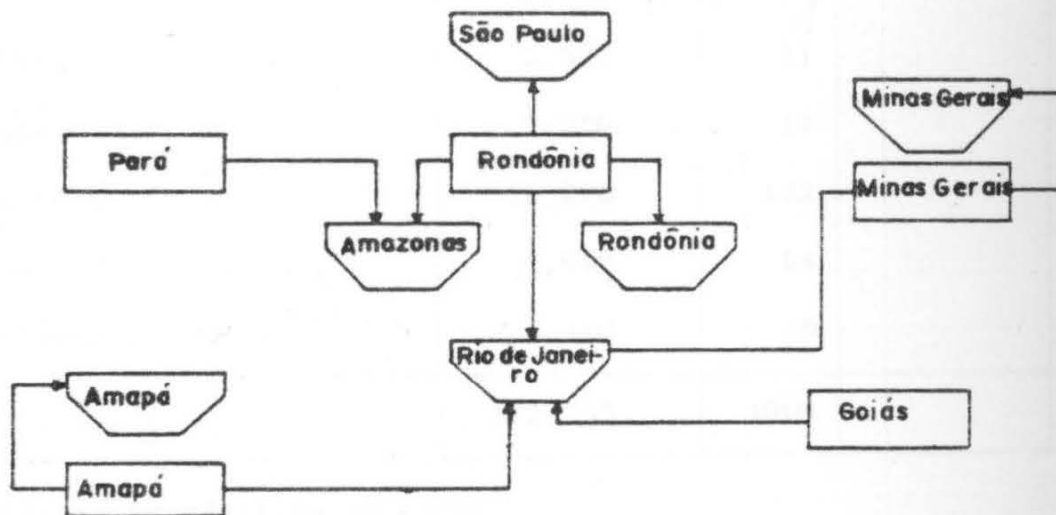 São Paulo
Minas Gerais
Pará
Rondônia
Minas Gerais
Amazonas
Rondônia
Rio de Janei-
ro
Amapá
Goiás
Amapá